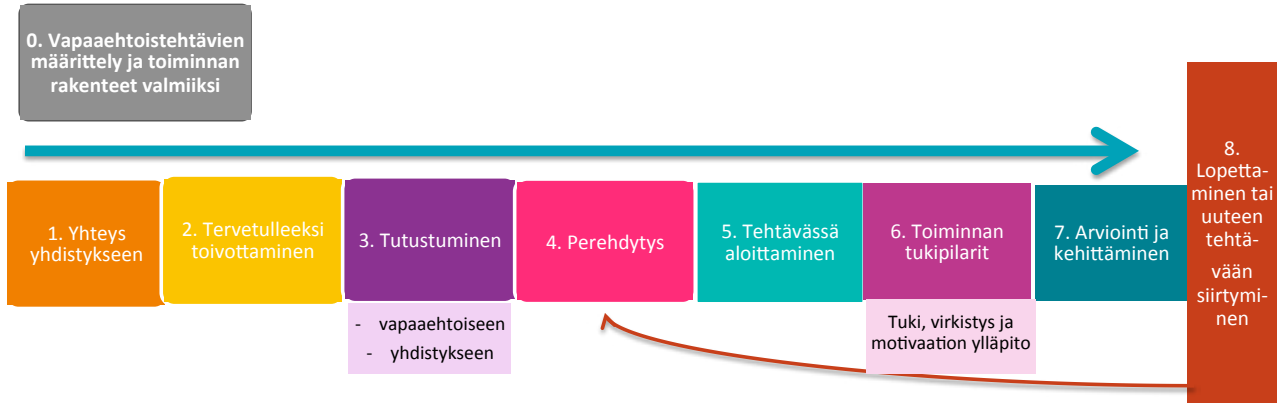 0. Vapaaehtoistehtävien
määrittely ja toiminnan
rakenteet valmiiksi
1. Yhteys
yhdistykseen
2. Tervetulleeksi
toivottaminen
3. Tutustuminen
- vapaaehtoiseen
- yhdistykseen
4. Perehdytys
5. Tehtävässä
aloittaminen
6. Toiminnan
tukipilarit
Tuki, virkistys ja
motivaation ylläpito
7. Arviointi ja
kehittäminen
8.
Lopetta-
minen tai
uuteen
tehtä-
vään
siirtymi-
nen